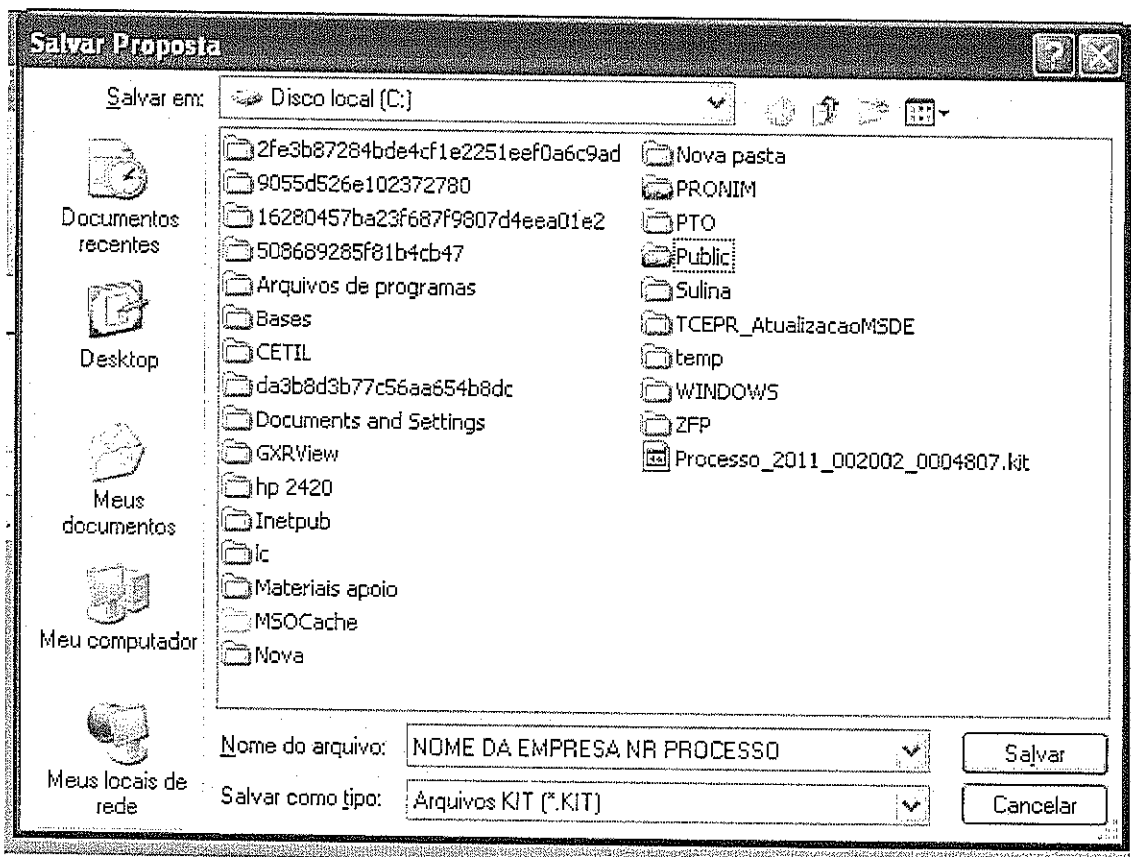 Salvar Proposta
Salvar em: Disco local (C:)
Documentos recentes
Desktop
Meus documentos
Meu computador
Meus locais de rede
2fe3b87284bde4cf1e2251eef0a6c9ad
9055d526e102372780
16280457ba23f687f9807d4eea01e2
508689285f81b4cb47
Arquivos de programas
Bases
CETIL
da3b8d3b77c56aa654b8dc
Documents and Settings
GXRView
hp 2420
Inetpub
lc
Materiais apoio
MSOCache
Nova
Nova pasta
PRONIM
PTO
Public
Sulina
TCEPR_AtualizacaoMSDE
temp
WINDOWS
ZFP
Processo_2011_002002_0004807.kit
Nome do arquivo: NOME DA EMPRESA NR PROCESSO
Salvar
Salvar como tipo: Arquivos KIT (*.KIT)
Cancelar